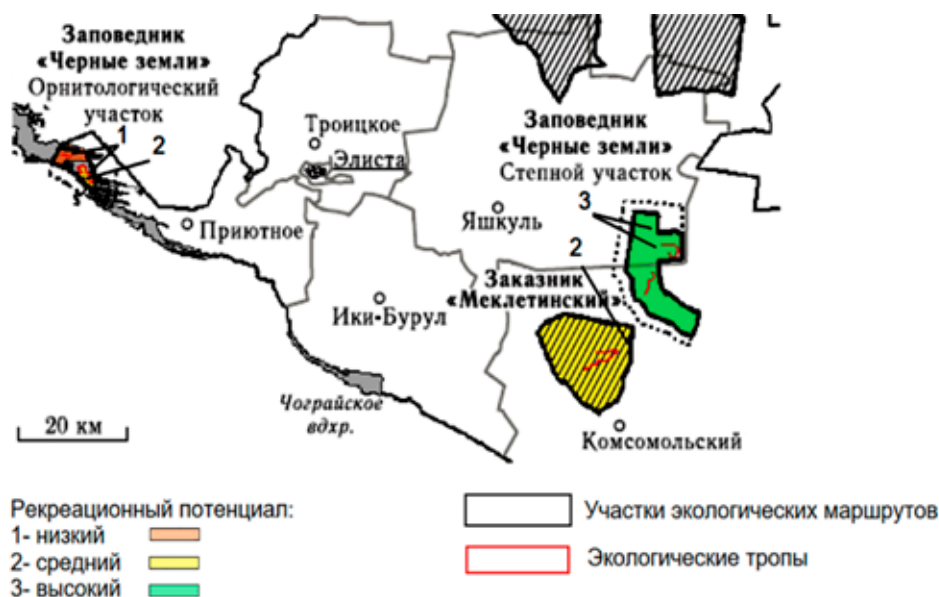 Заповедник
«Черные земли»
Орнитологический
участок
1
2
Троицкое
Элиста
Приютное
Заповедник
«Черные земли»
Степной участок
3
Яшкуль
2
Заказник
«Меклетинский»
Ики-Бурул
Чограйское
вдхр.
20 км
Комсомольский
Рекреационный потенциал:
1- низкий
2- средний
3- высокий
Участки экологических маршрутов
Экологические тропы